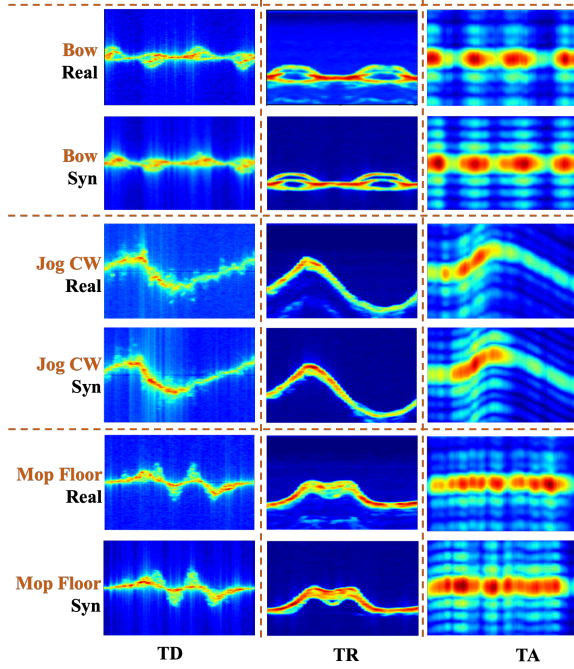 Bow
Real
Bow
Syn
Jog CW
Real
Jog CW
Syn
Mop Floor
Real
Mop Floor
Syn
TD TR TA